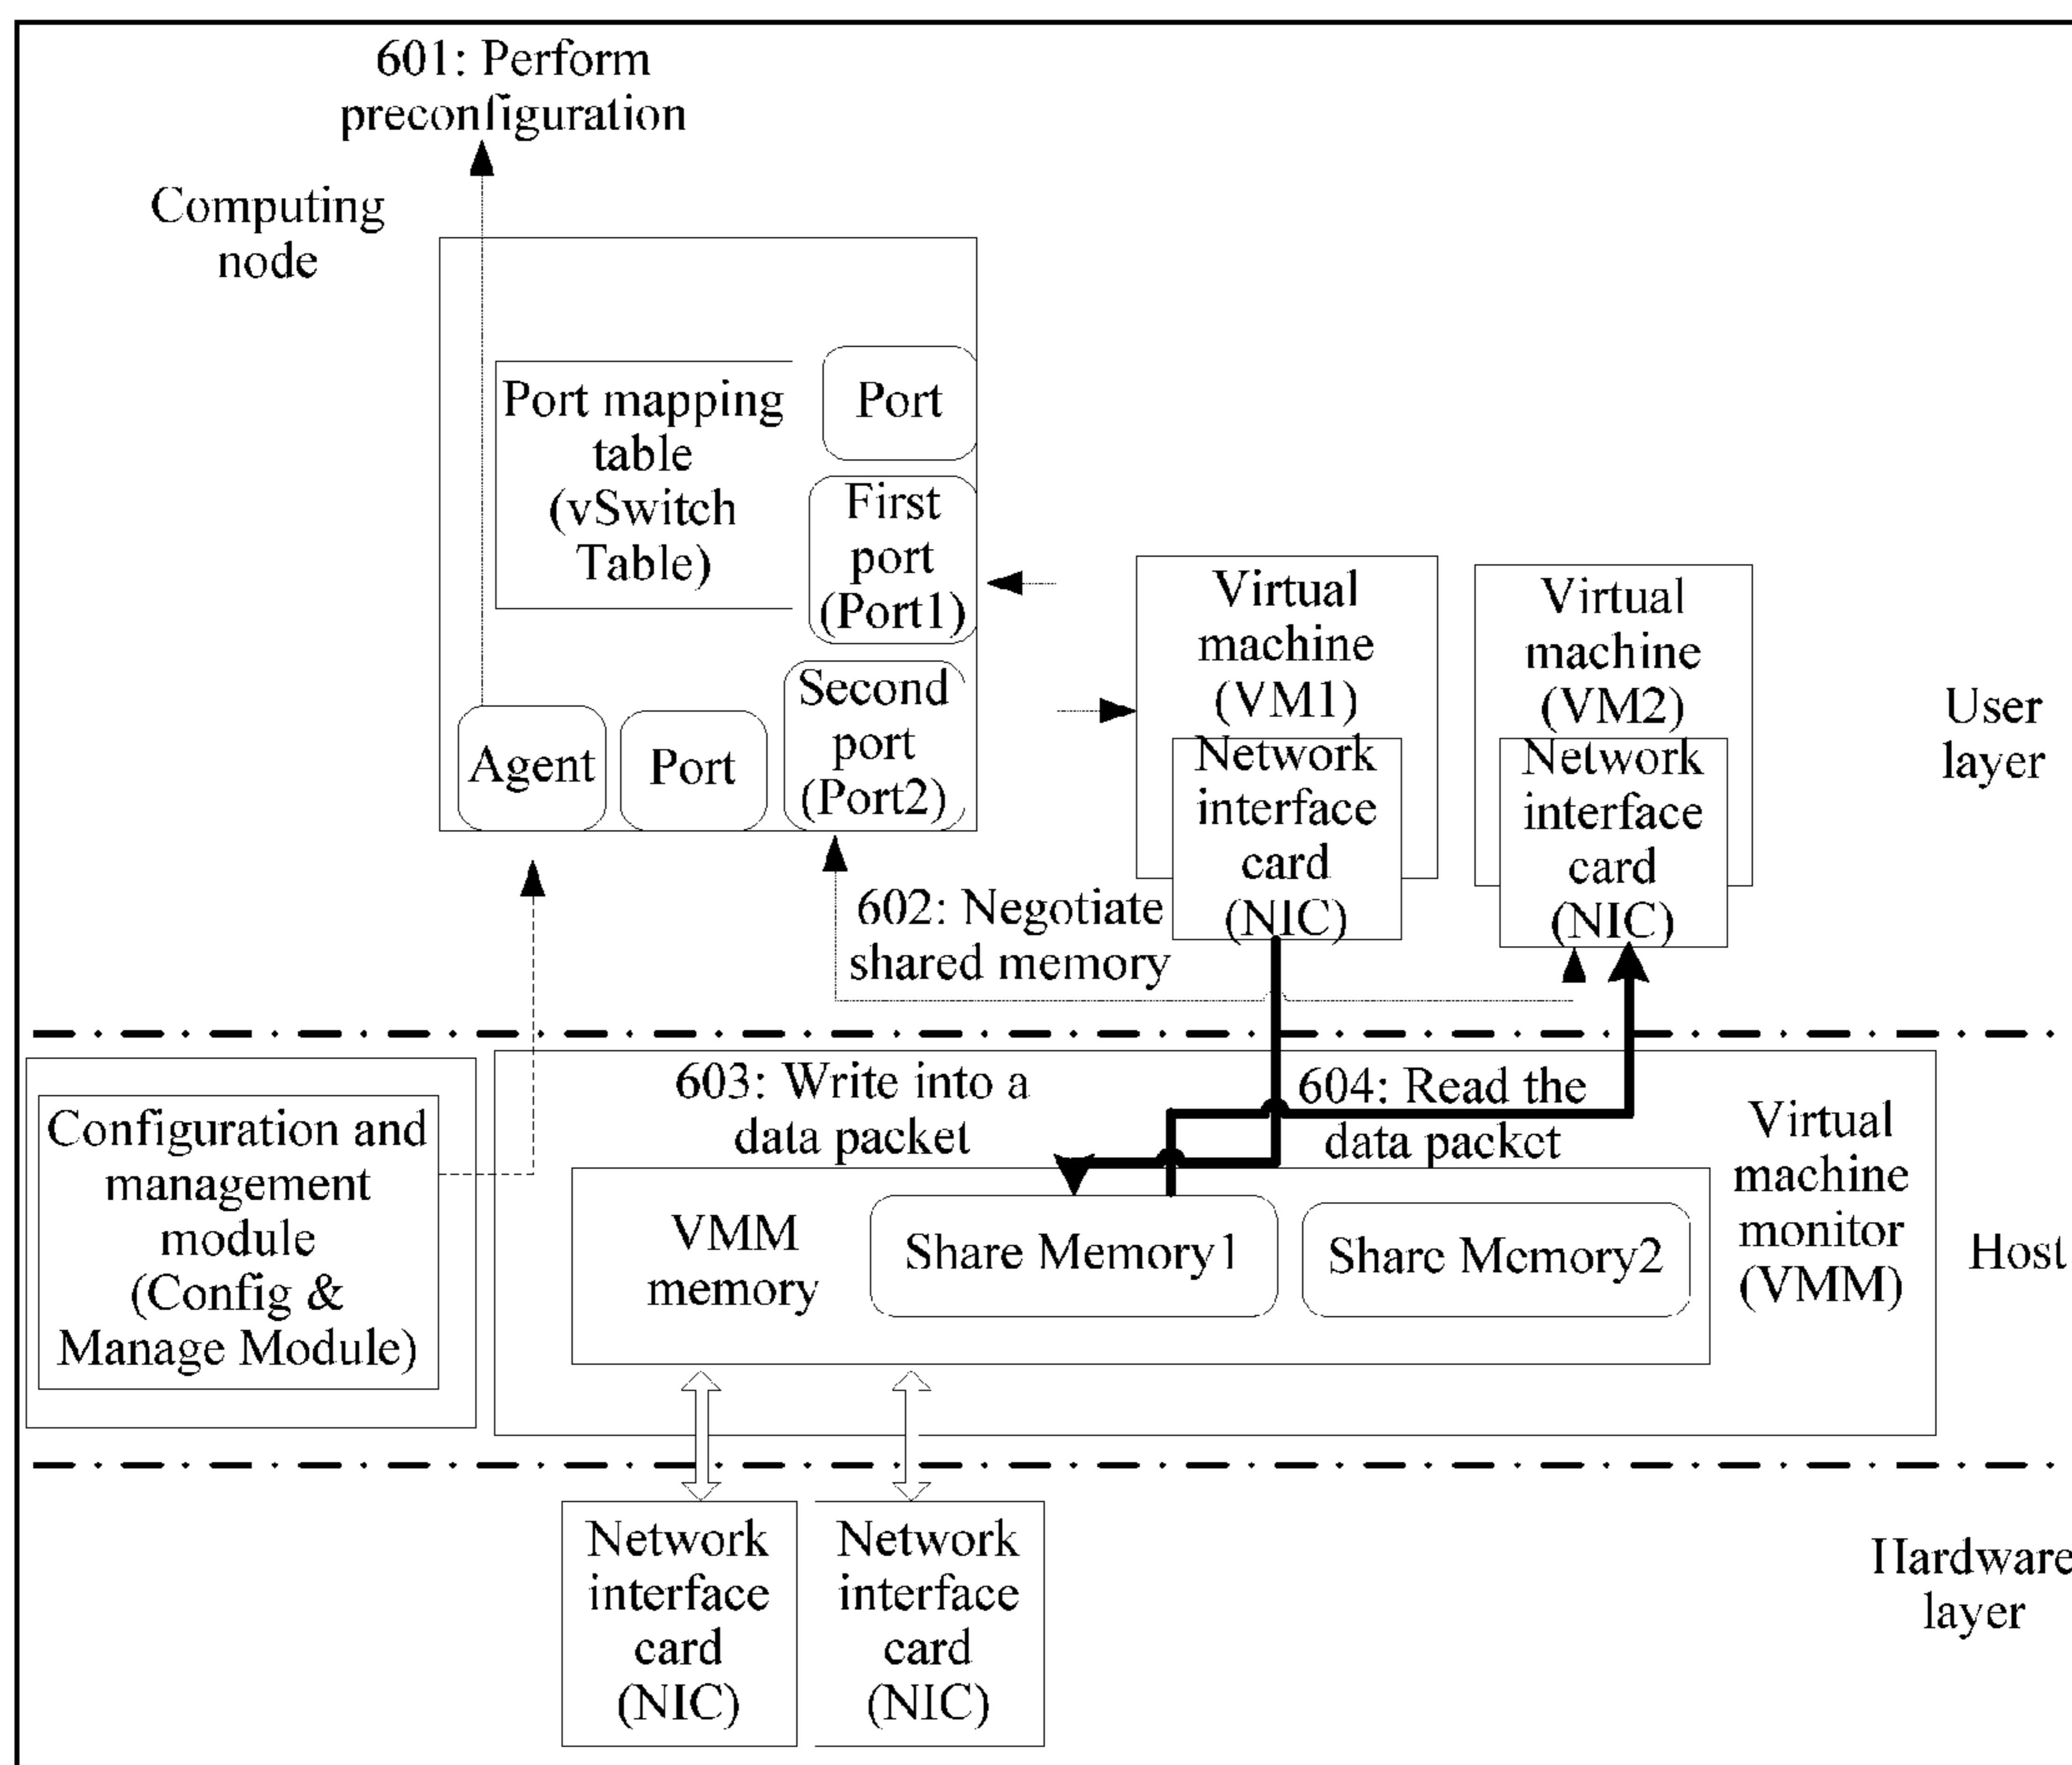 601: Perform
preconfiguration
Computing
node
Port mapping
table
(vSwitch
Table)
Port
First
port
(Port1)
Second
port
(Port2)
Agent
Port
Virtual
machine
(VM1)
Network
interface
card
(NIC)
Virtual
machine
(VM2)
Network
interface
card
(NIC)
User
layer
602: Negotiate
shared memory
603: Write into a
data packet
604: Read the
data packet
Configuration and
management
module
(Config &
Manage Module)
VMM
memory
Share Memory1
Share Memory2
Virtual
machine
monitor
(VMM)
Host
Network
interface
card
(NIC)
Network
interface
card
(NIC)
Hardware
layer